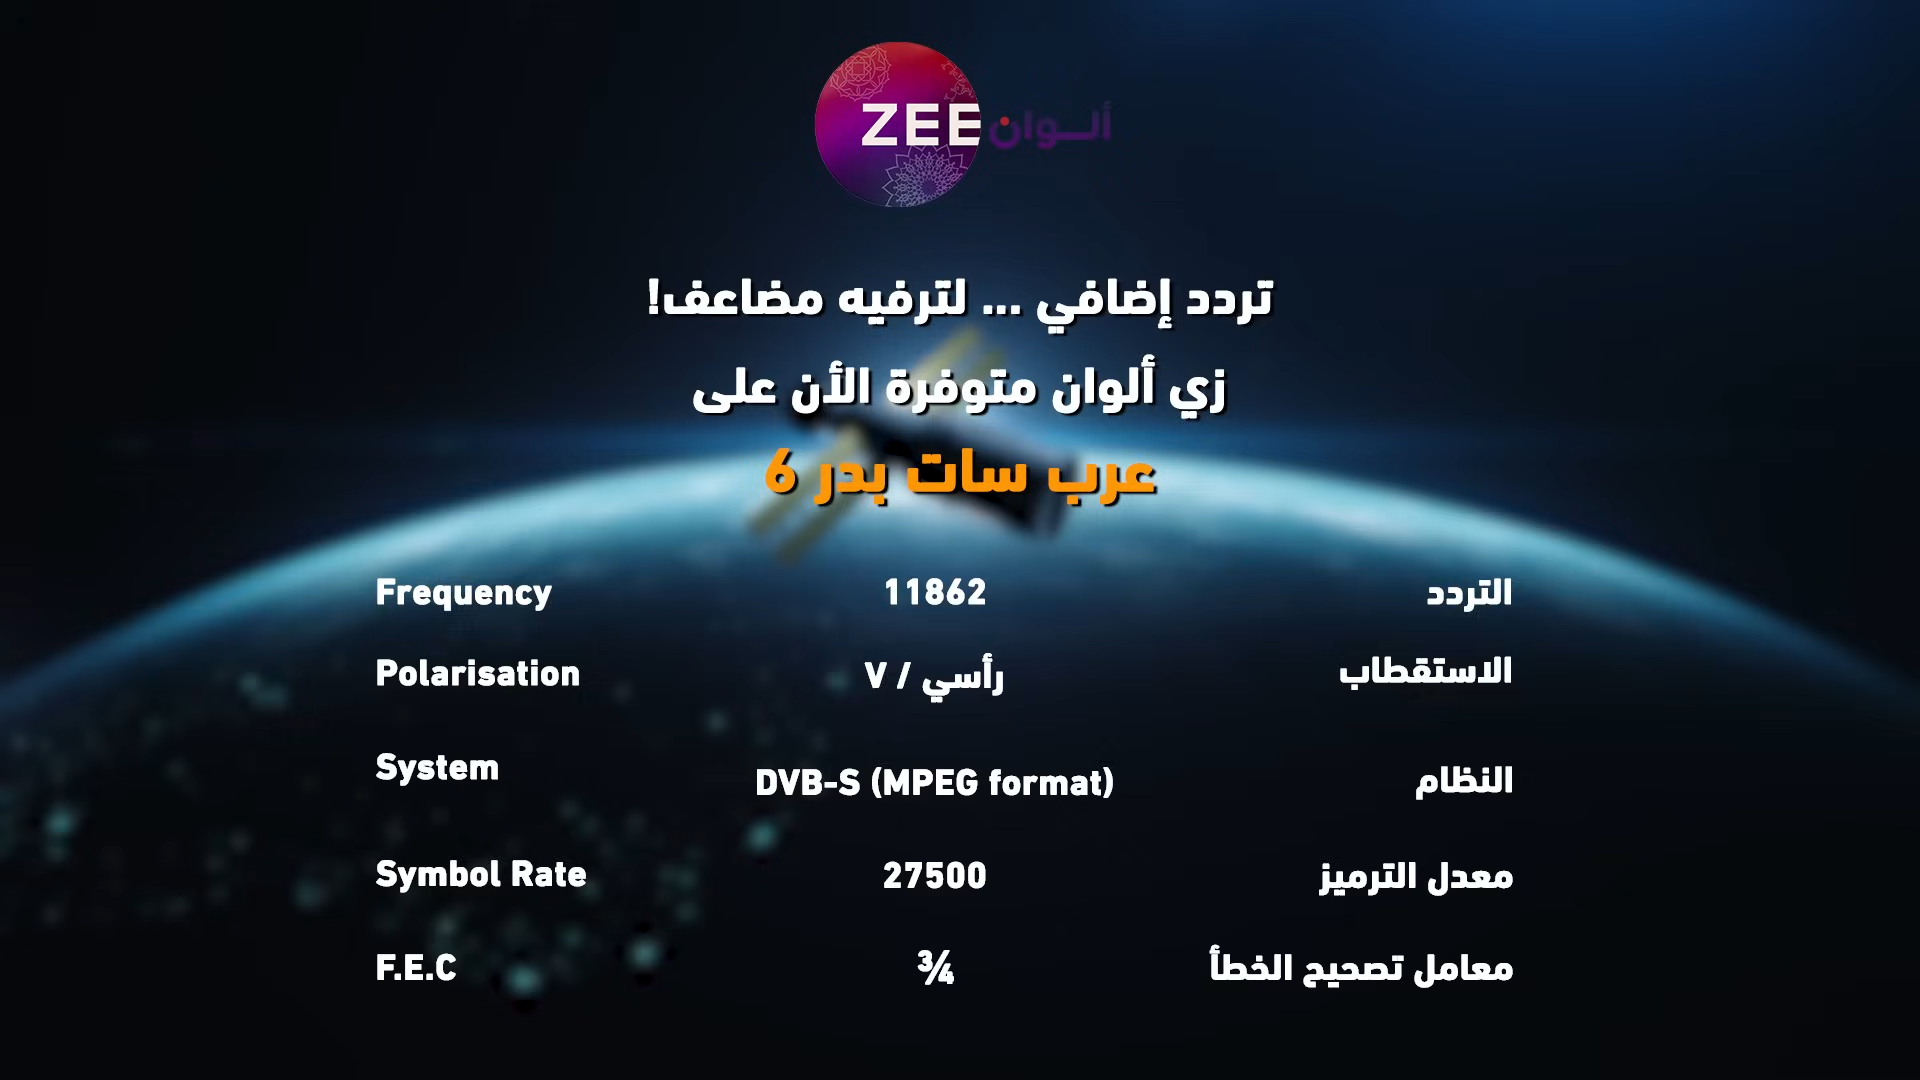 ZEE ألوان
تردد إضافي ... لترفيه مضاعف!
زي ألوان متوفرة الأن على
عرب سات بدر 6
Frequency 11862 التردد
Polarisation رأسي / V الاستقطاب
System DVB-S (MPEG format) النظام
Symbol Rate 27500 معدل الترميز
F.E.C ¾ معامل تصحيح الخطأ